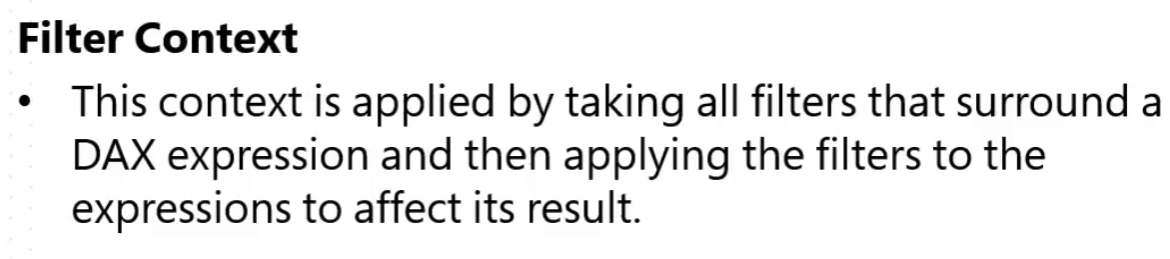 Filter Context
• This context is applied by taking all filters that surround a
DAX expression and then applying the filters to the
expressions to affect its result.